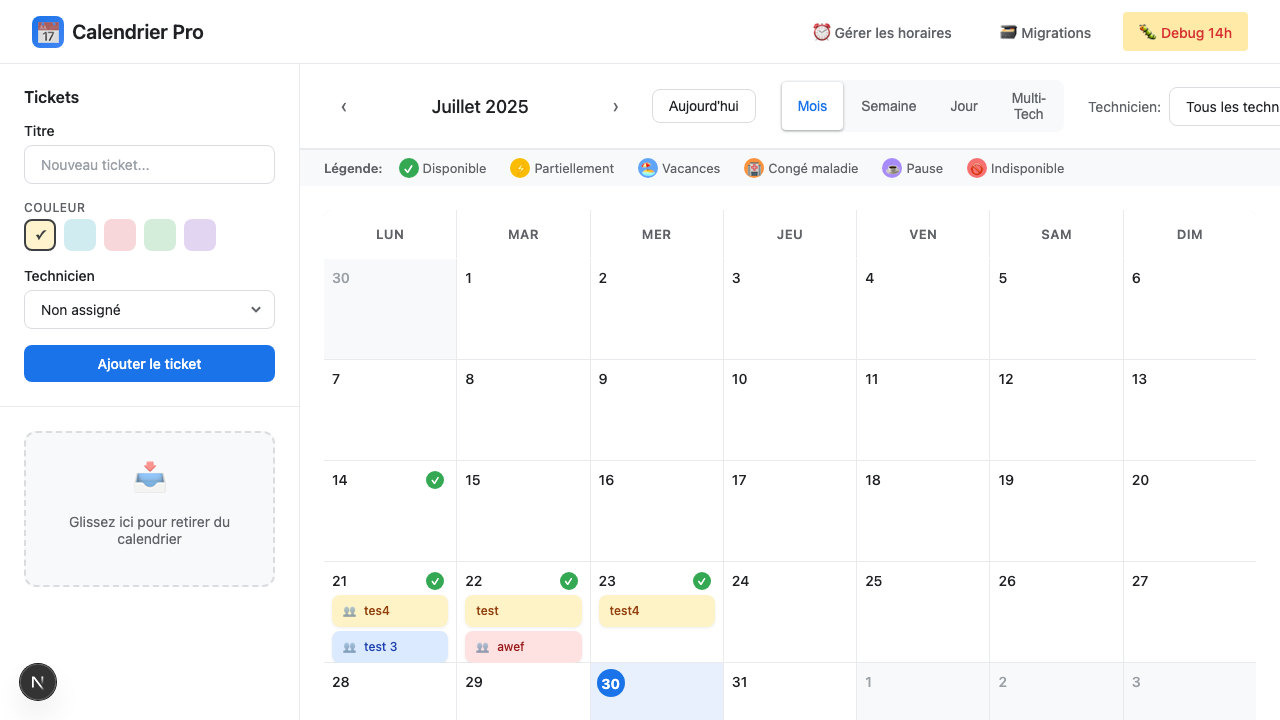 17
Calendrier Pro
Gérer les horaires
Migrations
Debug 14h
Tickets
Titre
Nouveau ticket...
COULEUR
✓
Technicien
Non assigné
Ajouter le ticket
Glissez ici pour retirer du
calendrier
N
‹
Juillet 2025
›
Aujourd'hui
Mois
Semaine
Jour
Multi-
Tech
Technicien:
Tous les techn
Légende:
Disponible
Partiellement
Vacances
Congé maladie
Pause
Indisponible
LUN MAR MER JEU VEN SAM DIM
30 1 2 3 4 5 6
7 8 9 10 11 12 13
14 15 16 17 18 19 20
21 22 23 24 25 26 27
tes4 test test4
test 3 awef
28 29 30 31 1 2 3